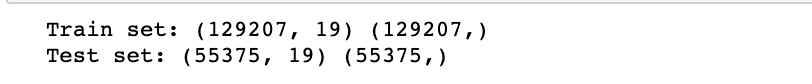 Train set: (129207, 19) (129207,)
Test set: (55375, 19) (55375,)